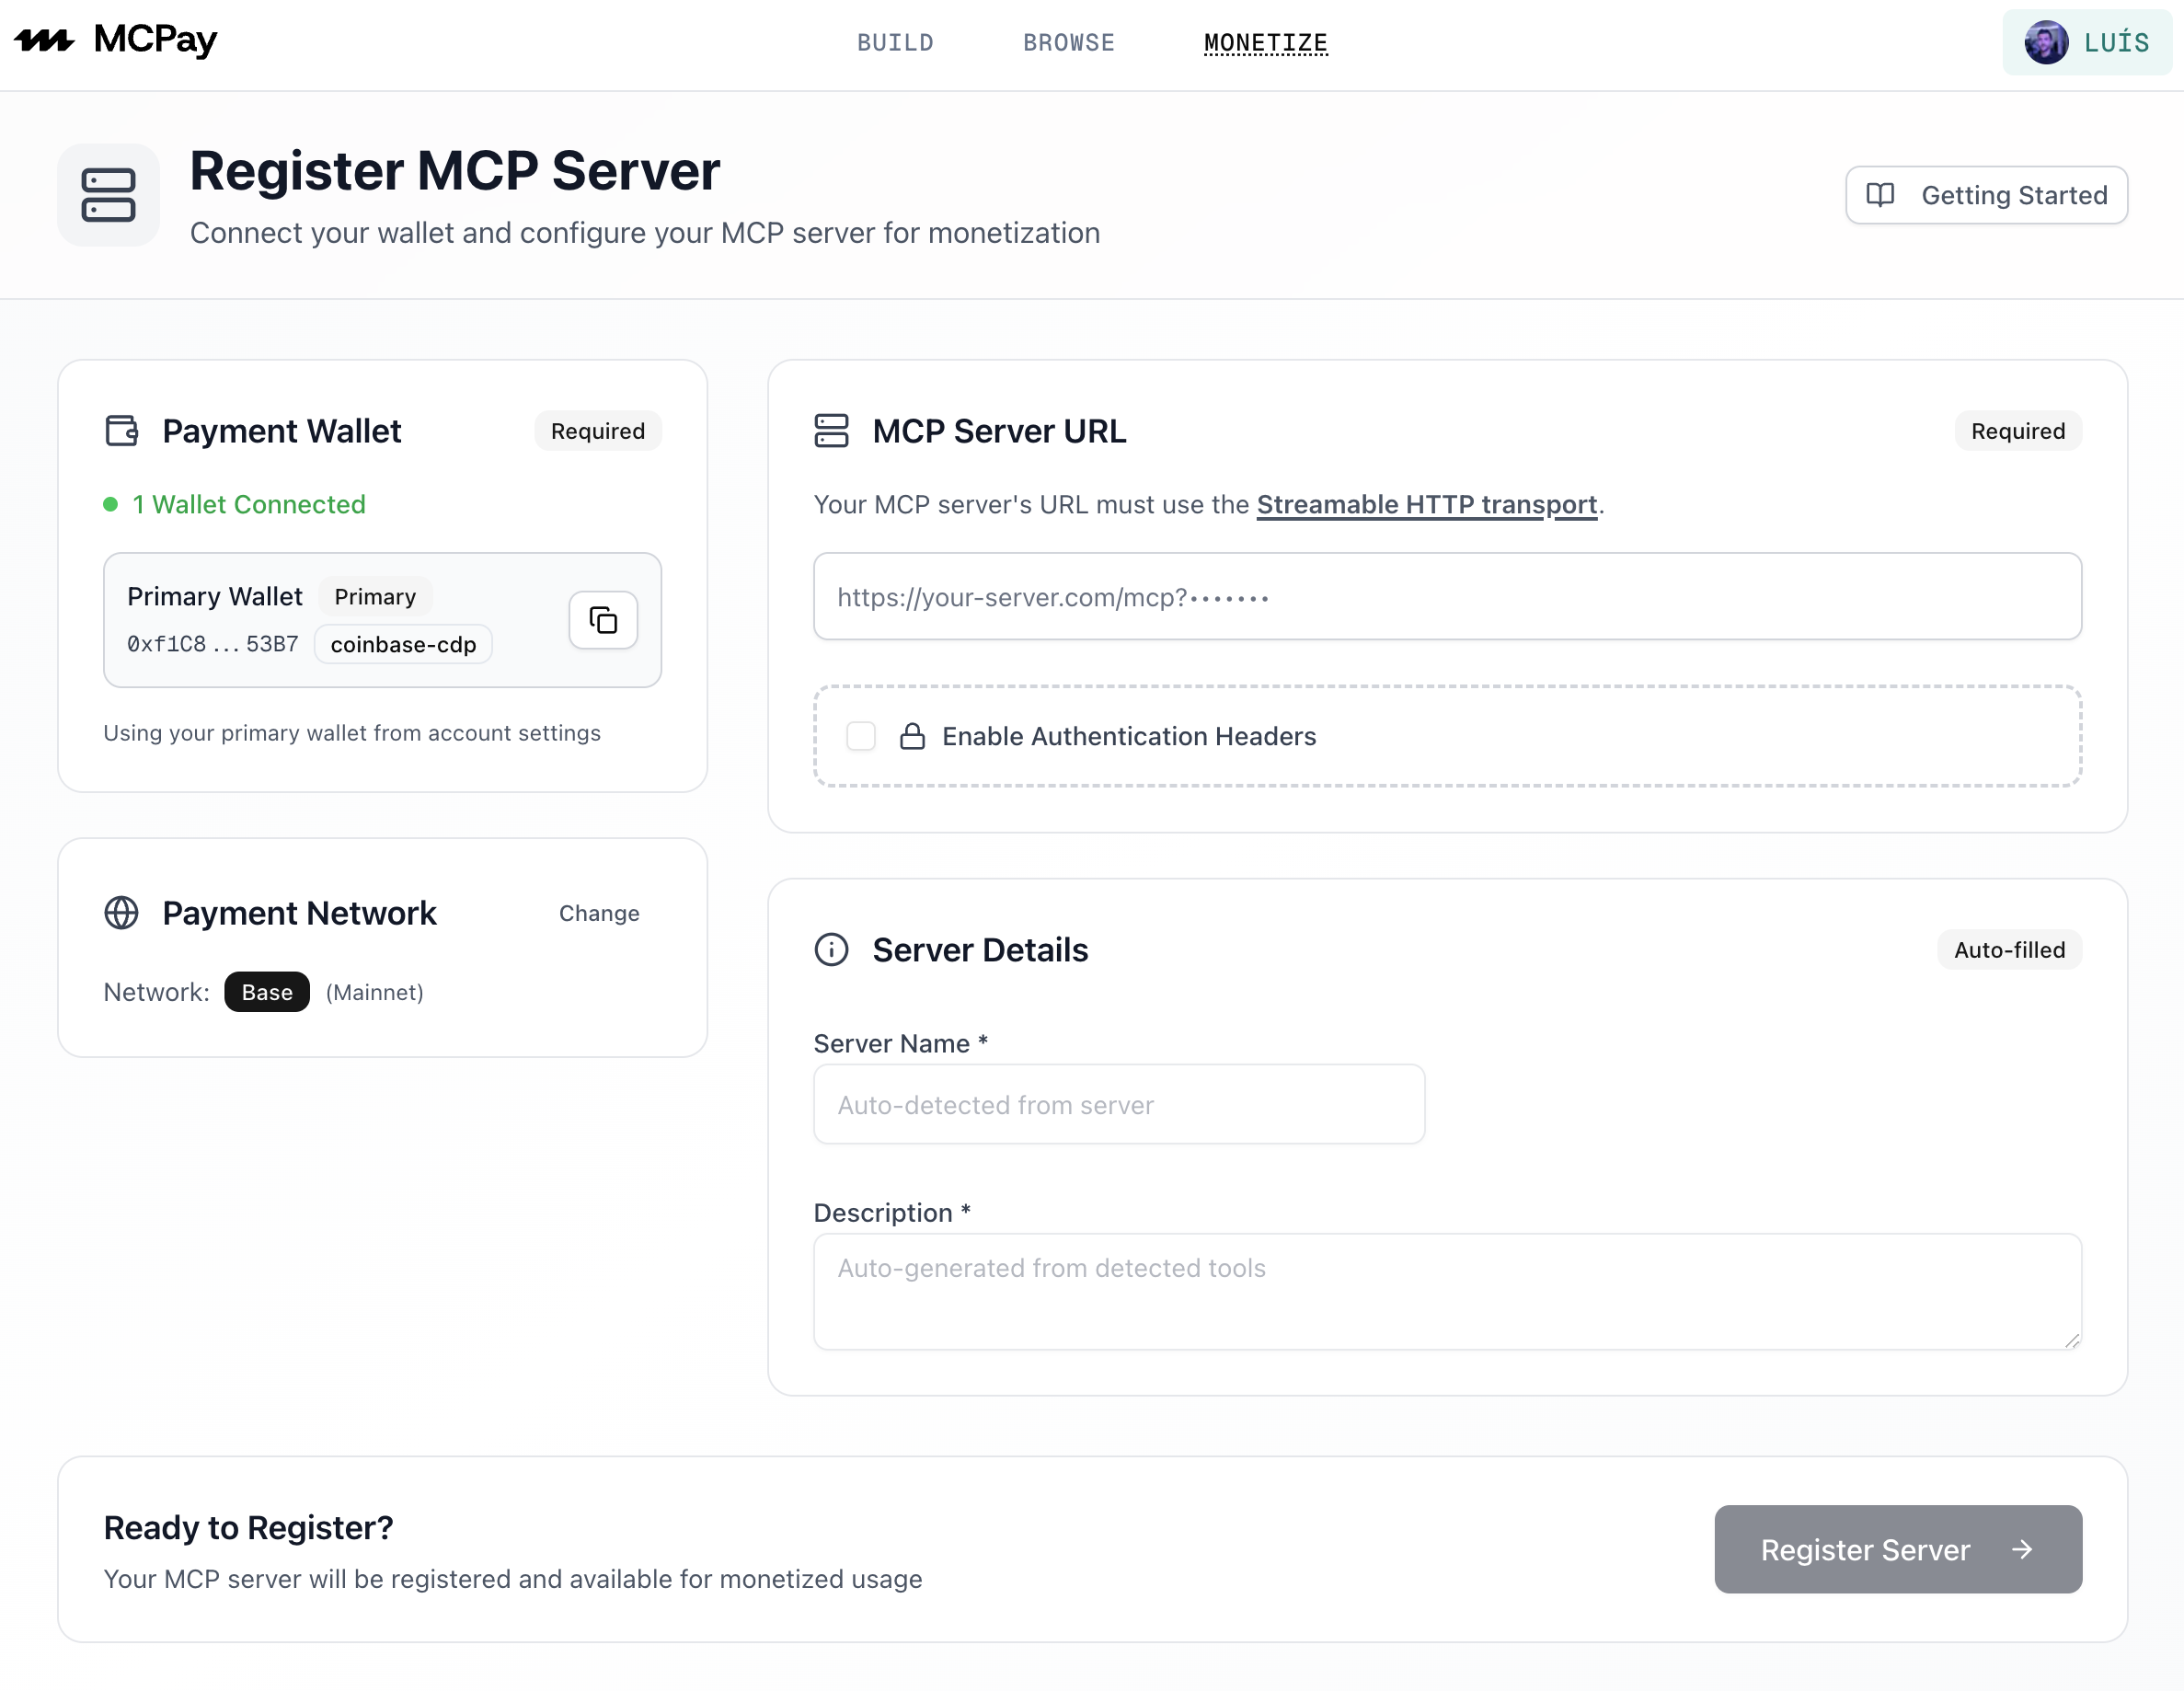 MCPay
BUILD
BROWSE
MONETIZE
LUÍS
Register MCP Server
Connect your wallet and configure your MCP server for monetization
Getting Started
Payment Wallet
Required
1 Wallet Connected
Primary Wallet
Primary
0xf1C8...53B7
coinbase-cdp
Using your primary wallet from account settings
Payment Network
Change
Network: Base (Mainnet)
MCP Server URL
Required
Your MCP server's URL must use the Streamable HTTP transport.
https://your-server.com/mcp?•••••••
Enable Authentication Headers
Server Details
Auto-filled
Server Name *
Auto-detected from server
Description *
Auto-generated from detected tools
Ready to Register?
Your MCP server will be registered and available for monetized usage
Register Server →